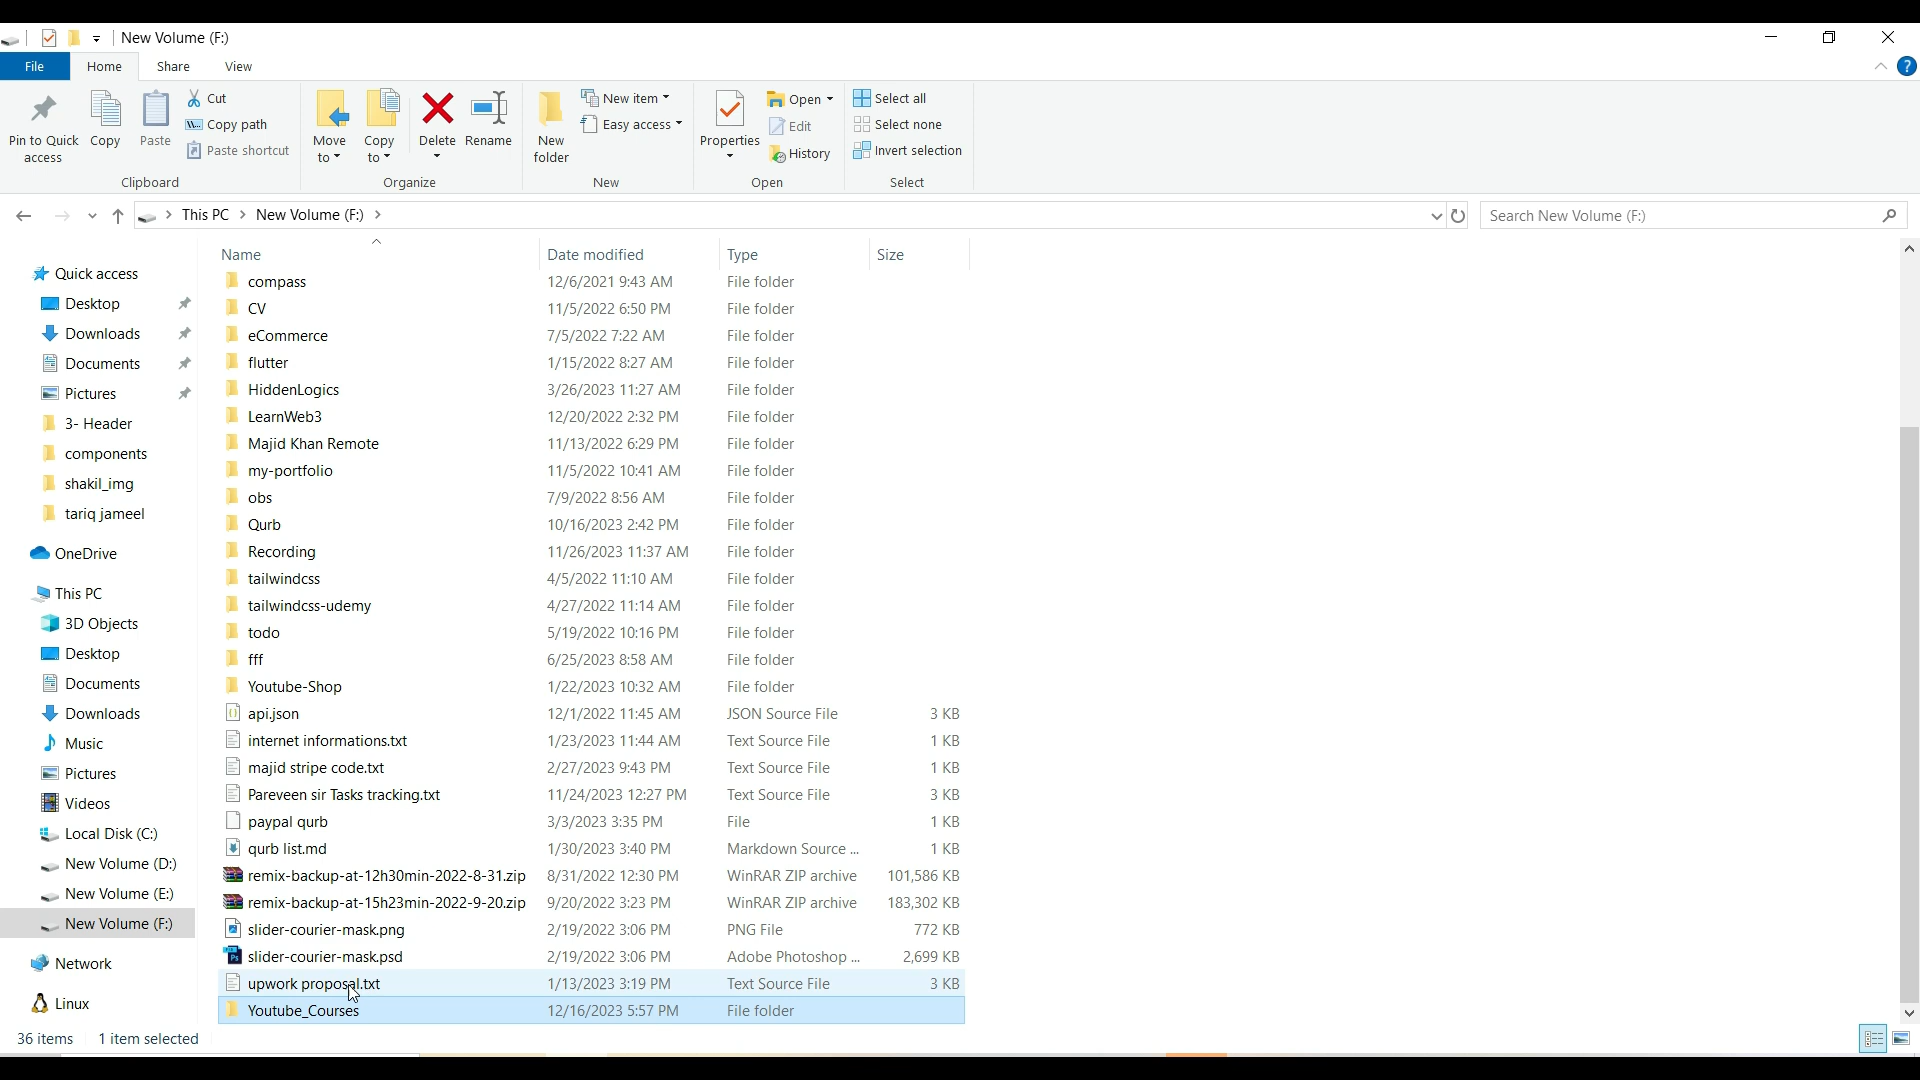 New Volume (F:)
File Home Share View
Pin to Quick access Copy Paste Cut
Copy path
Paste shortcut
Clipboard
Move to Copy to Delete Rename
Organize
New folder New item
Easy access
New
Properties Open
Edit
History
Open
Select all
Select none
Invert selection
Select
This PC > New Volume (F:) >
Search New Volume (F:)
Quick access
Desktop
Downloads
Documents
Pictures
3- Header
components
shakil_img
tariq jameel
OneDrive
This PC
3D Objects
Desktop
Documents
Downloads
Music
Pictures
Videos
Local Disk (C:)
New Volume (D:)
New Volume (E:)
New Volume (F:)
Network
Linux
Name Date modified Type Size
compass 12/6/2021 9:43 AM File folder
CV 11/5/2022 6:50 PM File folder
eCommerce 7/5/2022 7:22 AM File folder
flutter 1/15/2022 8:27 AM File folder
HiddenLogics 3/26/2023 11:27 AM File folder
LearnWeb3 12/20/2022 2:32 PM File folder
Majid Khan Remote 11/13/2022 6:29 PM File folder
my-portfolio 11/5/2022 10:41 AM File folder
obs 7/9/2022 8:56 AM File folder
Qurb 10/16/2023 2:42 PM File folder
Recording 11/26/2023 11:37 AM File folder
tailwindcss 4/5/2022 11:10 AM File folder
tailwindcss-udemy 4/27/2022 11:14 AM File folder
todo 5/19/2022 10:16 PM File folder
fff 6/25/2023 8:58 AM File folder
Youtube-Shop 1/22/2023 10:32 AM File folder
api.json 12/1/2022 11:45 AM JSON Source File 3 KB
internet informations.txt 1/23/2023 11:44 AM Text Source File 1 KB
majid stripe code.txt 2/27/2023 9:43 PM Text Source File 1 KB
Pareveen sir Tasks tracking.txt 11/24/2023 12:27 PM Text Source File 3 KB
paypal qurb 3/3/2023 3:35 PM File 1 KB
qurb list.md 1/30/2023 3:40 PM Markdown Source ... 1 KB
remix-backup-at-12h30min-2022-8-31.zip 8/31/2022 12:30 PM WinRAR ZIP archive 101,586 KB
remix-backup-at-15h23min-2022-9-20.zip 9/20/2022 3:23 PM WinRAR ZIP archive 183,302 KB
slider-courier-mask.png 2/19/2022 3:06 PM PNG File 772 KB
slider-courier-mask.psd 2/19/2022 3:06 PM Adobe Photoshop ... 2,699 KB
upwork proposal.txt 1/13/2023 3:19 PM Text Source File 3 KB
Youtube_Courses 12/16/2023 5:57 PM File folder
36 items 1 item selected